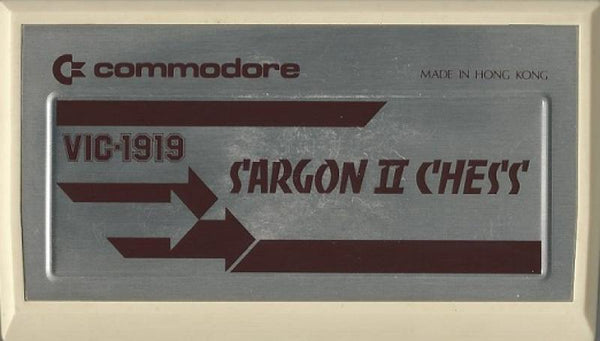 commodore
MADE IN HONG KONG
VIC-1919
SARGON II CHESS